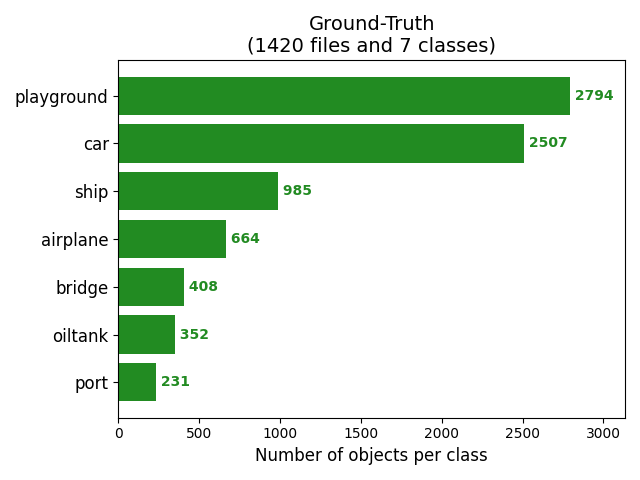 Ground-Truth
(1420 files and 7 classes)
playground 2794
car 2507
ship 985
airplane 664
bridge 408
oiltank 352
port 231
0 500 1000 1500 2000 2500 3000
Number of objects per class